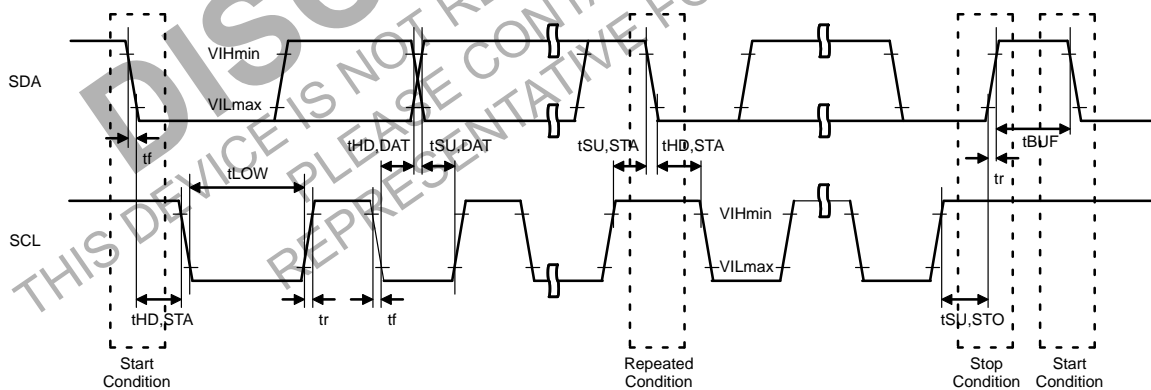 DISC
THIS DEVICE IS NOT RE
PLEASE CONTA
REPRESENTATIVE FO
SDA
VIHmin
VILmax
tf
tHD,DAT
tSU,DAT
tSU,STA
tHD,STA
tBUF
tr
tLOW
SCL
VIHmin
VILmax
tHD,STA
tr
tf
tSU,STO
Start
Condition
Repeated
Condition
Stop
Condition
Start
Condition